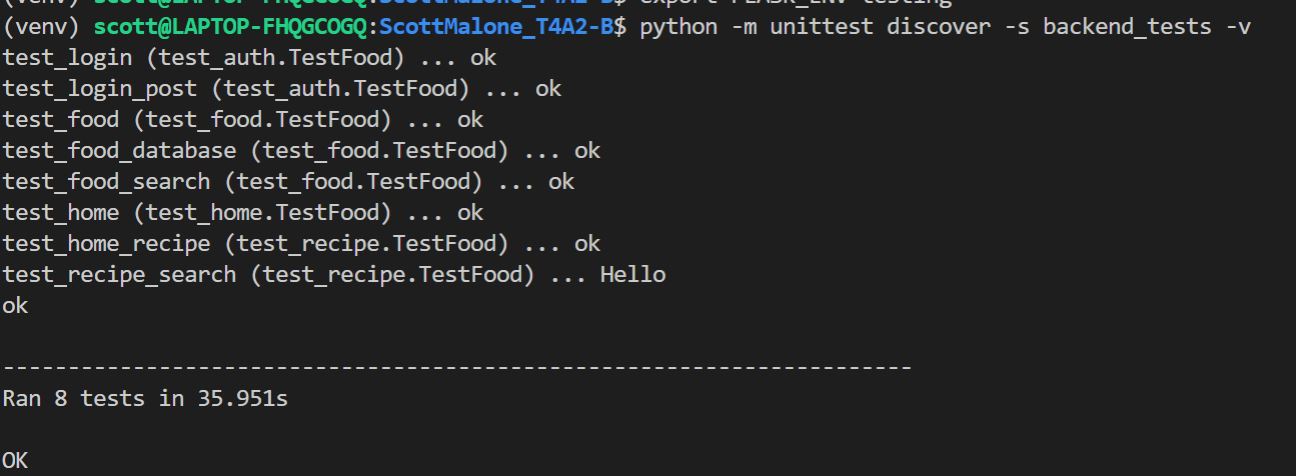 (venv) scott@LAPTOP-FHQGCOGQ:ScottMalone_T4A2-B$ export FLASK_ENV=testing
(venv) scott@LAPTOP-FHQGCOGQ:ScottMalone_T4A2-B$ python -m unittest discover -s backend_tests -v
test_login (test_auth.TestFood) ... ok
test_login_post (test_auth.TestFood) ... ok
test_food (test_food.TestFood) ... ok
test_food_database (test_food.TestFood) ... ok
test_food_search (test_food.TestFood) ... ok
test_home (test_home.TestFood) ... ok
test_home_recipe (test_recipe.TestFood) ... ok
test_recipe_search (test_recipe.TestFood) ... Hello
ok
----------------------------------------------------------------------
Ran 8 tests in 35.951s
OK